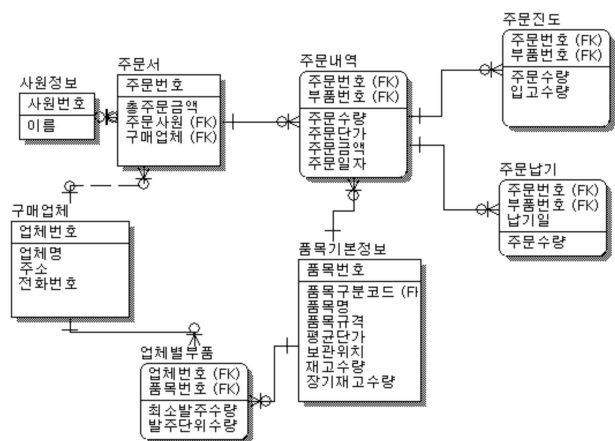 주문진도
주문번호 (FK)
부품번호 (FK)
주문수량
입고수량
주문서
주문번호
총주문금액
주문사원 (FK)
구매업체 (FK)
주문내역
주문번호 (FK)
부품번호 (FK)
주문수량
주문단가
주문금액
주문일자
사원정보
사원번호
이름
주문납기
주문번호 (FK)
부품번호 (FK)
납기일
주문수량
구매업체
업체번호
업체명
주소
전화번호
품목기본정보
품목번호
품목구분코드 (F
품목명
품목규격
평균단가
보관위치
재고수량
장기재고수량
업체별부품
업체번호 (FK)
품목번호 (FK)
최소발주수량
발주단위수량